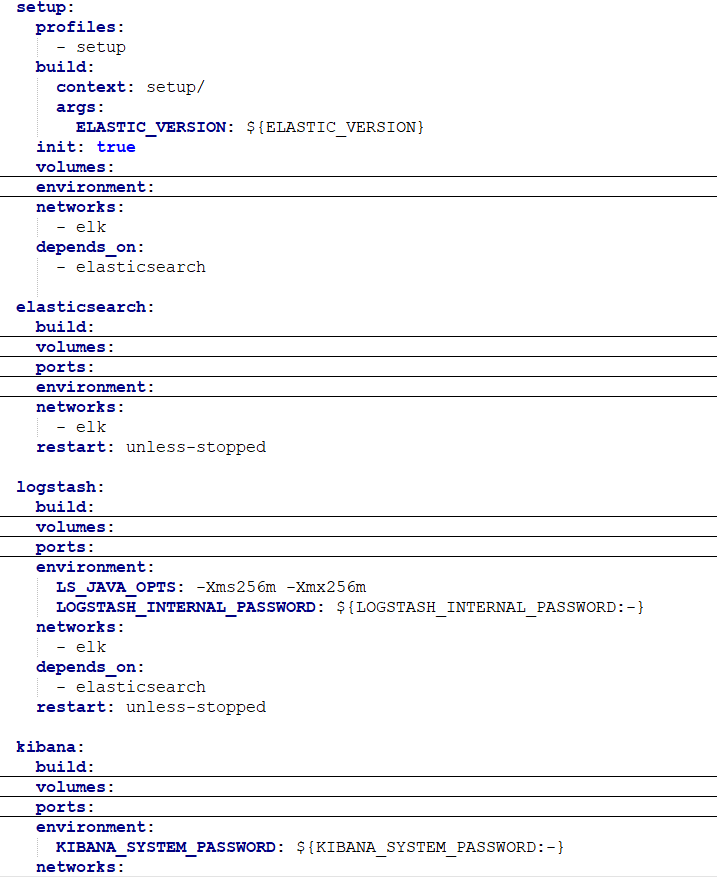 setup:
  profiles:
    - setup
  build:
    context: setup/
    args:
      ELASTIC_VERSION: ${ELASTIC_VERSION}
  init: true
  volumes:
  environment:
  networks:
    - elk
  depends_on:
    - elasticsearch

elasticsearch:
  build:
  volumes:
  ports:
  environment:
  networks:
    - elk
  restart: unless-stopped

logstash:
  build:
  volumes:
  ports:
  environment:
    LS_JAVA_OPTS: -Xms256m -Xmx256m
    LOGSTASH_INTERNAL_PASSWORD: ${LOGSTASH_INTERNAL_PASSWORD:-}
  networks:
    - elk
  depends_on:
    - elasticsearch
  restart: unless-stopped

kibana:
  build:
  volumes:
  ports:
  environment:
    KIBANA_SYSTEM_PASSWORD: ${KIBANA_SYSTEM_PASSWORD:-}
  networks: